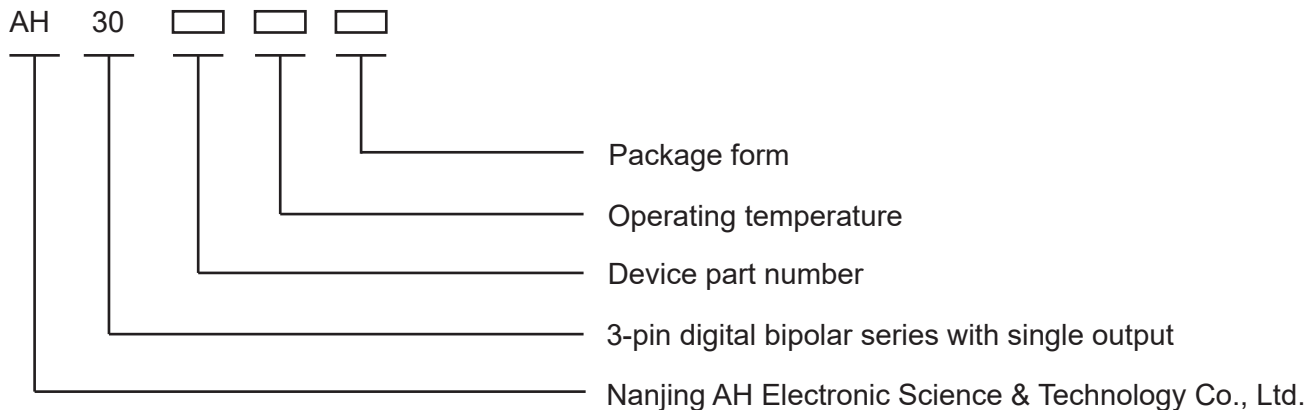 AH 30
Package form
Operating temperature
Device part number
3-pin digital bipolar series with single output
Nanjing AH Electronic Science & Technology Co., Ltd.